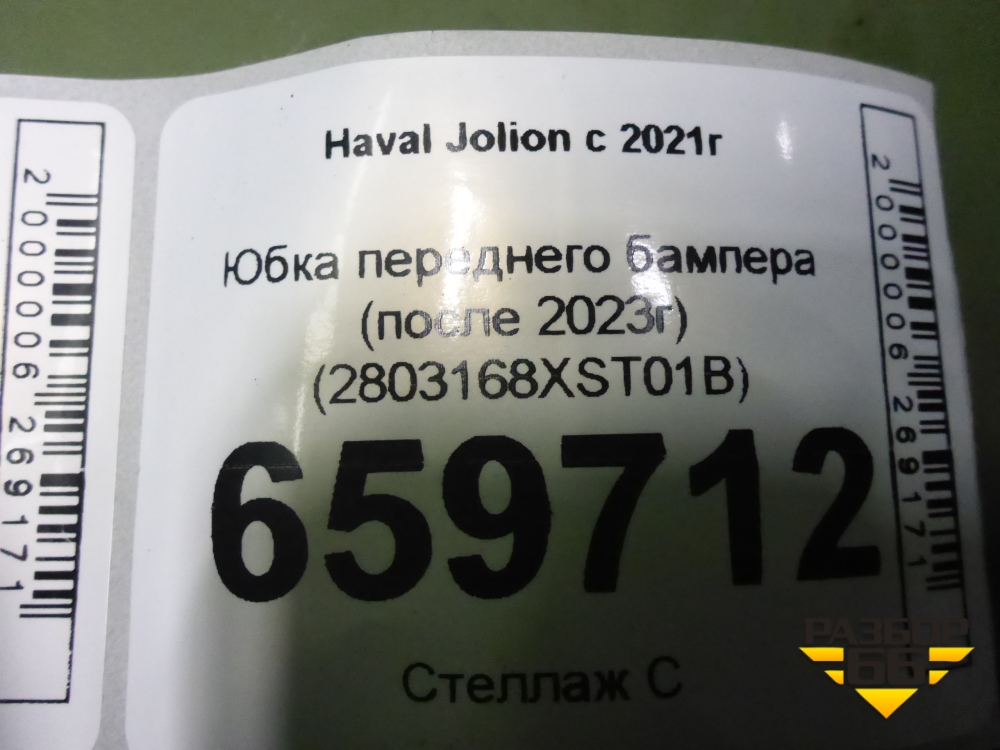 Haval Jolion с 2021г
Юбка переднего бампера
(после 2023г)
(2803168XST01B)
659712
Стеллаж С
2000006269171
2000006269171
РАЗБОР
66